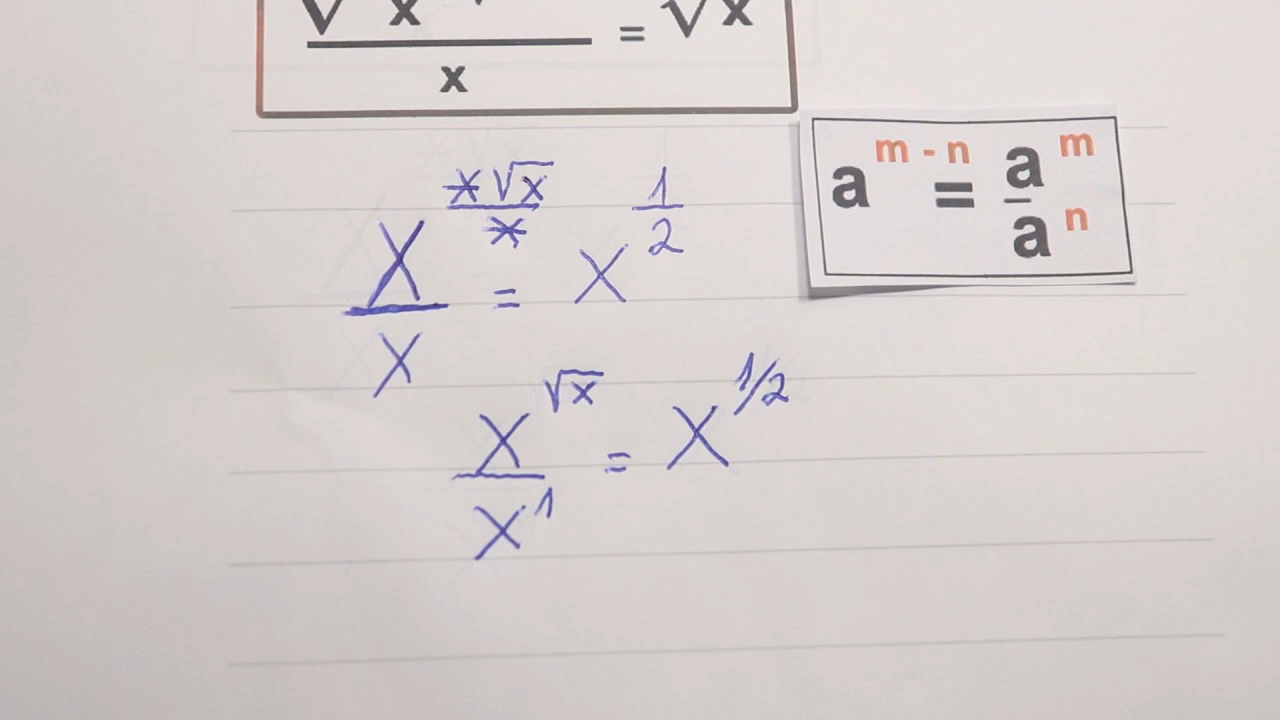 √x √ / x = √x
a^(m - n) = a^m / a^n
x^(x√x / x) / x = x^(1/2)
x^(√x) / x^1 = x^(1/2)